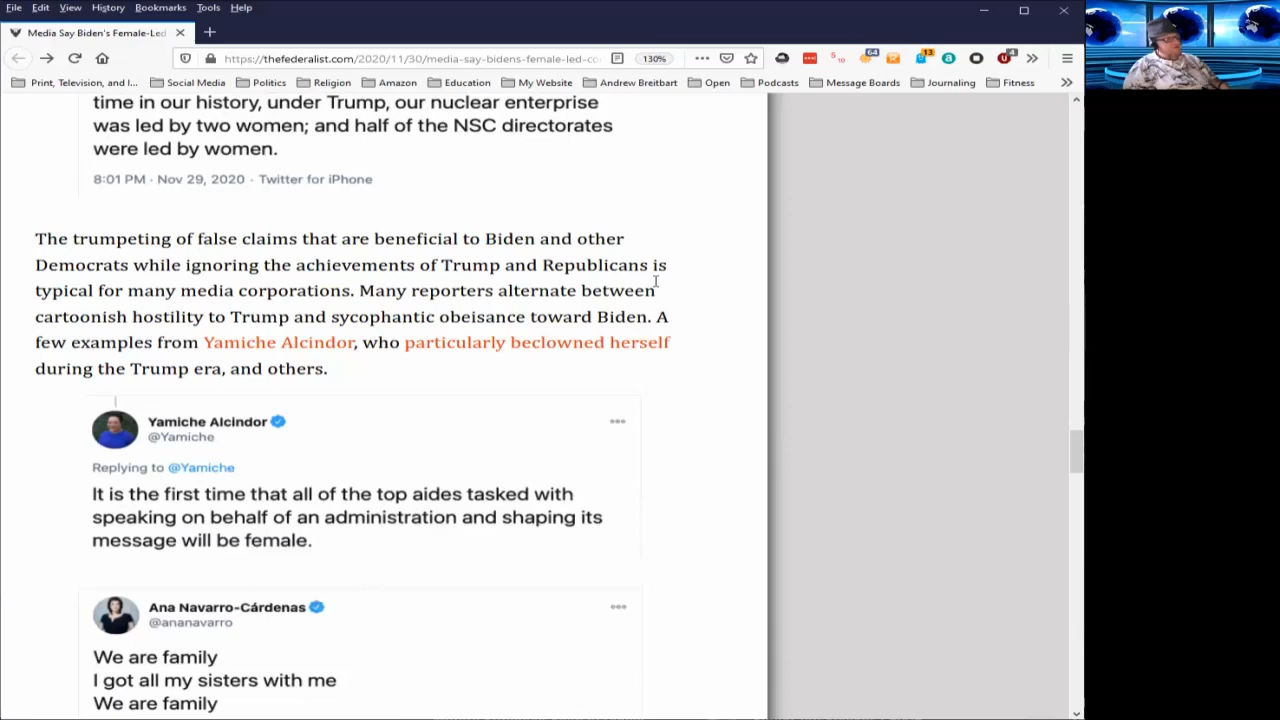 File Edit View History Bookmarks Tools Help
Media Say Biden's Female-Led
https://thefederalist.com/2020/11/30/media-say-bidens-female-led-co
130%
64
5
10
13
4
Print, Television, and I... Social Media Politics Religion Amazon Education My Website Andrew Breitbart Open Podcasts Message Boards Journaling Fitness
time in our history, under Trump, our nuclear enterprise
was led by two women; and half of the NSC directorates
were led by women.
8:01 PM · Nov 29, 2020 · Twitter for iPhone
The trumpeting of false claims that are beneficial to Biden and other
Democrats while ignoring the achievements of Trump and Republicans is
typical for many media corporations. Many reporters alternate between
cartoonish hostility to Trump and sycophantic obeisance toward Biden. A
few examples from Yamiche Alcindor, who particularly beclowned herself
during the Trump era, and others.
Yamiche Alcindor
@Yamiche
Replying to @Yamiche
It is the first time that all of the top aides tasked with
speaking on behalf of an administration and shaping its
message will be female.
Ana Navarro-Cárdenas
@ananavarro
We are family
I got all my sisters with me
We are family